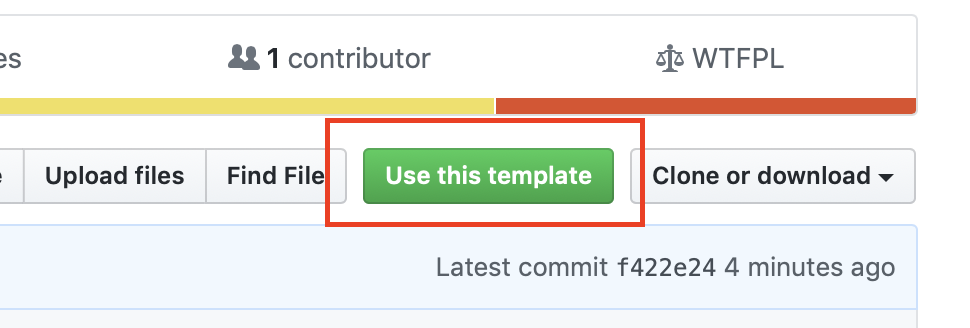 es 1 contributor WTFPL
e Upload files Find File Use this template Clone or download
Latest commit f422e24 4 minutes ago